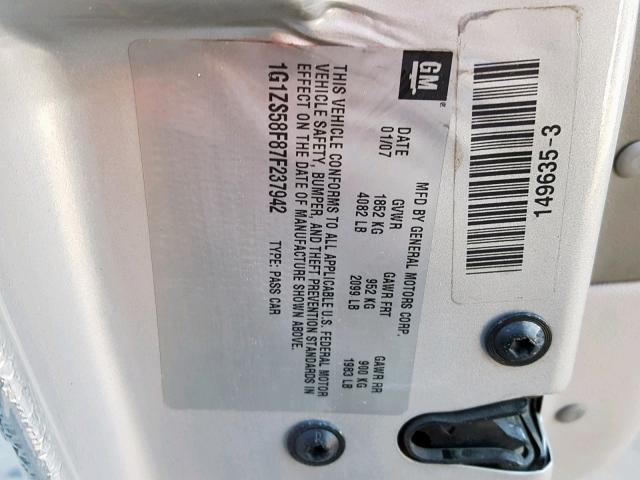 GM
MFD BY GENERAL MOTORS CORP.
DATE GVWR GAWR FRT GAWR RR
01/07 1852 KG 952 KG 900 KG
4082 LB 2099 LB 1983 LB
THIS VEHICLE CONFORMS TO ALL APPLICABLE U.S. FEDERAL MOTOR
VEHICLE SAFETY, BUMPER, AND THEFT PREVENTION STANDARDS IN
EFFECT ON THE DATE OF MANUFACTURE SHOWN ABOVE.
1G1ZS58F87F237942 TYPE: PASS CAR
149635-3